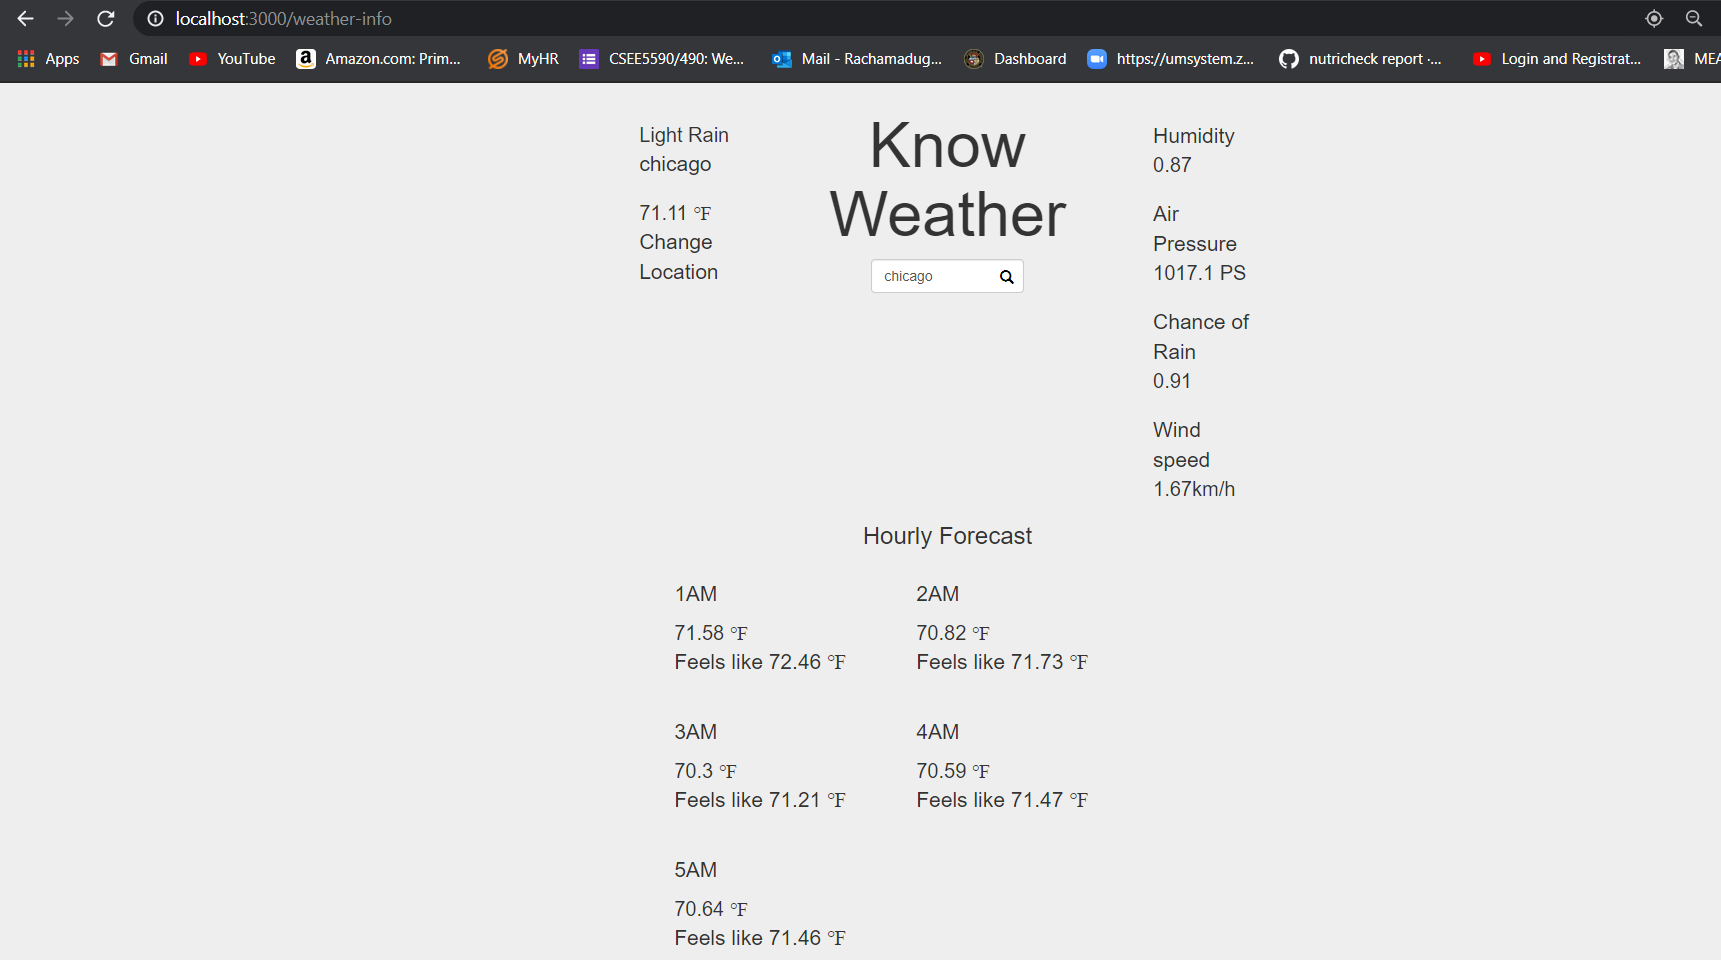 localhost:3000/weather-info
Apps
Gmail
YouTube
Amazon.com: Prim...
MyHR
CSEE5590/490: We...
Mail - Rachamadug...
Dashboard
https://umsystem.z...
nutricheck report ·...
Login and Registrat...
MEA
Light Rain
chicago
71.11 °F
Change
Location
Know
Weather
chicago
Humidity
0.87
Air
Pressure
1017.1 PS
Chance of
Rain
0.91
Wind
speed
1.67km/h
Hourly Forecast
1AM
71.58 °F
Feels like 72.46 °F
2AM
70.82 °F
Feels like 71.73 °F
3AM
70.3 °F
Feels like 71.21 °F
4AM
70.59 °F
Feels like 71.47 °F
5AM
70.64 °F
Feels like 71.46 °F